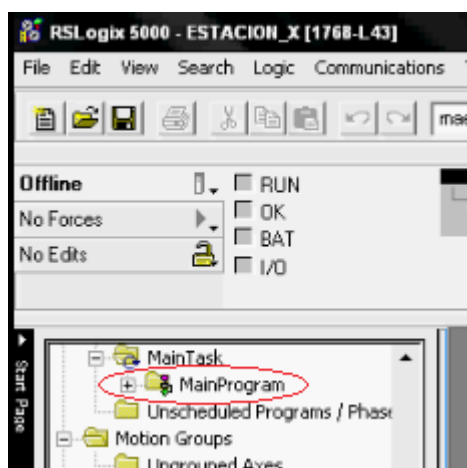 RSLogix 5000 - ESTACION_X [1768-L43]
File Edit View Search Logic Communications
Offline RUN
No Forces OK
BAT
No Edits
I/O
Start Page
MainTask
MainProgram
Unscheduled Programs / Phase
Motion Groups
Ungrouped Axes